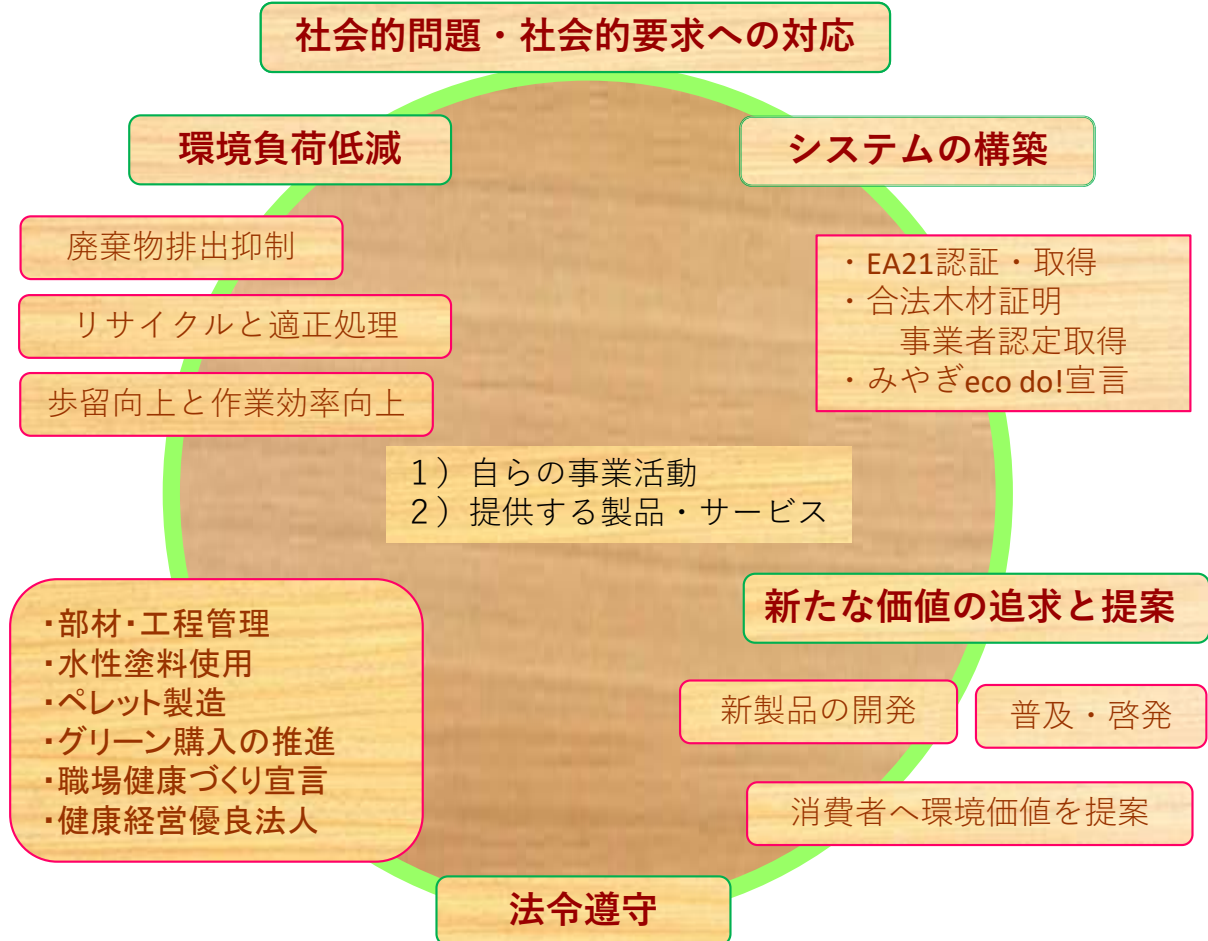 社会的問題・社会的要求への対応
環境負荷低減
システムの構築
廃棄物排出抑制
リサイクルと適正処理
歩留向上と作業効率向上
・EA21認証・取得
・合法木材証明
事業者認定取得
・みやぎeco do!宣言
１）自らの事業活動
２）提供する製品・サービス
・部材・工程管理
・水性塗料使用
・ペレット製造
・グリーン購入の推進
・職場健康づくり宣言
・健康経営優良法人
新たな価値の追求と提案
新製品の開発
普及・啓発
消費者へ環境価値を提案
法令遵守